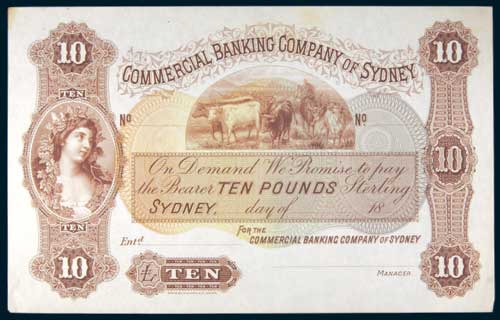 10 10
COMMERCIAL BANKING COMPANY OF SYDNEY
TEN
No No
10
On Demand We Promise to pay
the Bearer TEN POUNDS Sterling
SYDNEY, day of 18
FOR THE
Entd. COMMERCIAL BANKING COMPANY OF SYDNEY
TEN
10 £ TEN 10
MANAGER.